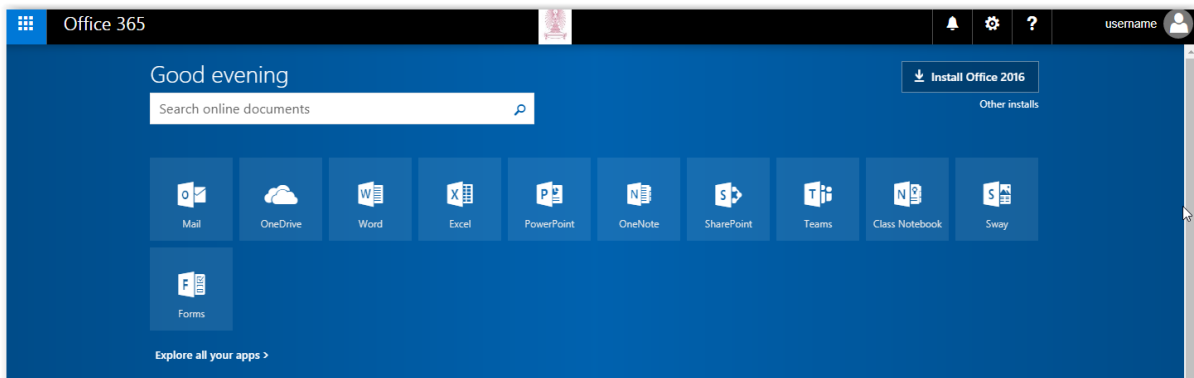 Office 365
?
username
Good evening
Install Office 2016
Search online documents
Other installs
Mail
OneDrive
Word
Excel
PowerPoint
OneNote
SharePoint
Teams
Class Notebook
Sway
Forms
Explore all your apps >